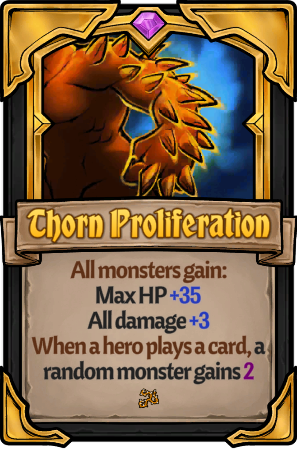 Thorn Proliferation
All monsters gain:
Max HP +35
All damage +3
When a hero plays a card, a
random monster gains 2